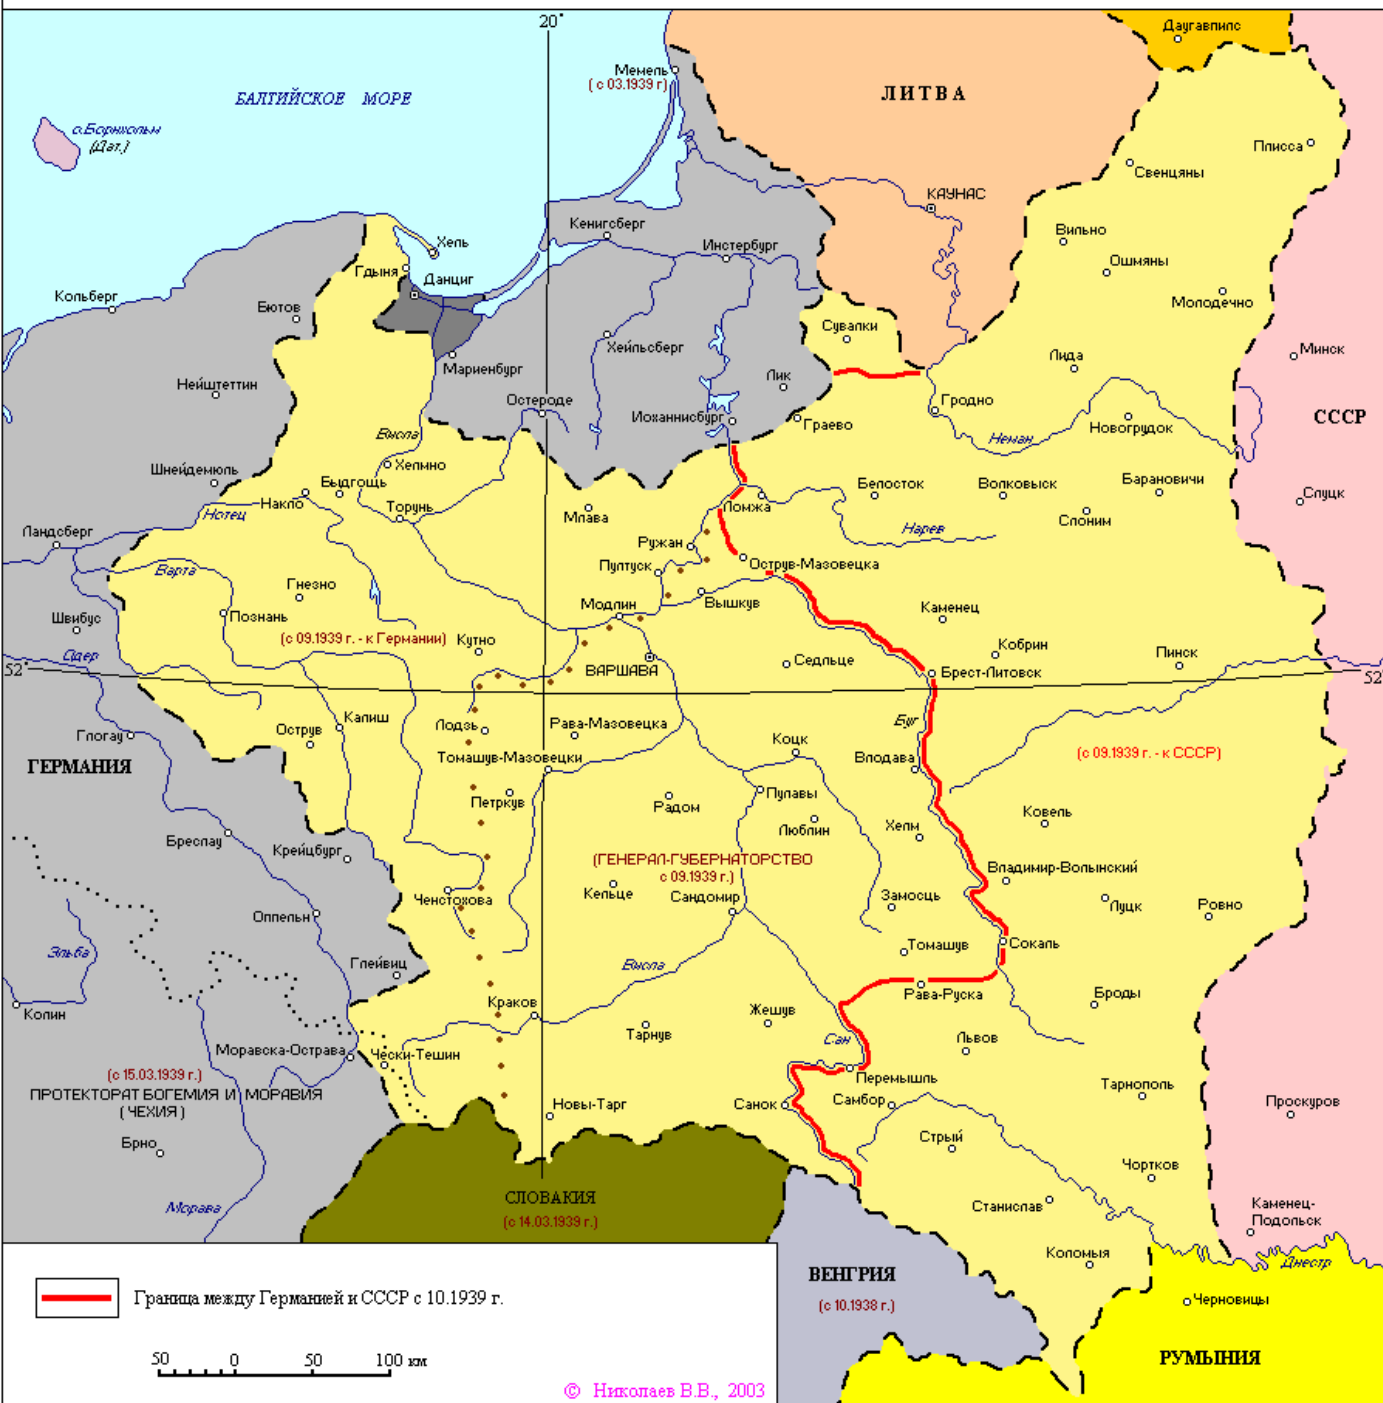 20°
Даугавпилс
Мемель
( с 03.1939 г)
ЛИТВА
БАЛТИЙСКОЕ МОРЕ
о.Борнхольм
(Дат.)
Плисса
Свенцяны
КАУНАС
Кенигсберг
Вильно
Хель
Инстербург
Гдыня
Ошмяны
Данциг
Кольберг
Бютов
Молодечно
Сувалки
Хейльсберг
Минск
Лида
Мариенбург
Нейштеттин
Лик
Остероде
Гродно
СССР
Иоханнисбург
Граево
Новогрудок
Висла
Неман
Хелмно
Шнейдемюль
Быдгощь
Белосток
Волковыск
Барановичи
Накло
Торунь
Ломжа
Слуцк
Нотец
Млава
Слоним
Ландсберг
Нарев
Ружан
Пултуск
Острув-Мазовецка
Варта
Гнезно
Модлин
Вышкув
Каменец
Швибус
Познань
(с 09.1939 г. - к Германии)
Кутно
Кобрин
Одер
Пинск
52°
ВАРШАВА
Седльце
Брест-Литовск
52°
Калиш
Лодзь
Рава-Мазовецка
Буг
Глогау
Острув
Коцк
(с 09.1939 г. - к СССР)
ГЕРМАНИЯ
Томашув-Мазовецки
Влодава
Петркув
Радом
Пулавы
Ковель
Бреслау
Люблин
Хелм
Крейцбург
(ГЕНЕРАЛ-ГУБЕРНАТОРСТВО
с 09.1939 г.)
Владимир-Волынский
Ченстохова
Кельце
Сандомир
Замосць
Луцк
Ровно
Оппельн
Эльба
Томашув
Сокаль
Глейвиц
Висла
Рава-Руска
Броды
Колин
Краков
Жешув
Тарнув
Сан
Львов
Моравска-Острава
Чески-Тешин
(с 15.03.1939 г.)
Перемышль
Тарнополь
ПРОТЕКТОРАТ БОГЕМИЯ И МОРАВИЯ
( ЧЕХИЯ )
Новы-Тарг
Санок
Самбор
Проскуров
Брно
Стрый
Чортков
СЛОВАКИЯ
(с 14.03.1939 г.)
Морава
Станислав
Каменец-
Подольск
Коломыя
Днестр
ВЕНГРИЯ
(с 10.1938 г.)
Граница между Германией и СССР с 10.1939 г.
Черновицы
50 0 50 100 км
РУМЫНИЯ
© Николаев В.В., 2003